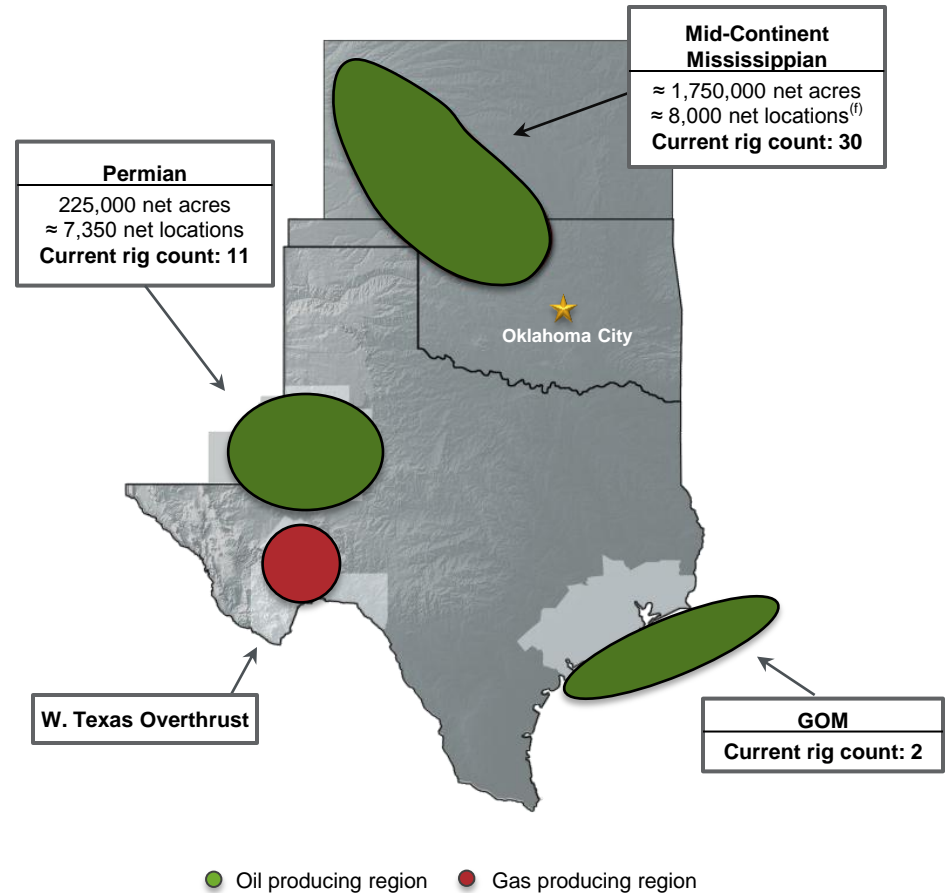 Mid-Continent
Mississippian
≈ 1,750,000 net acres
≈ 8,000 net locations(f)
Current rig count: 30
Permian
225,000 net acres
≈ 7,350 net locations
Current rig count: 11
Oklahoma City
W. Texas Overthrust
GOM
Current rig count: 2
Oil producing region
Gas producing region